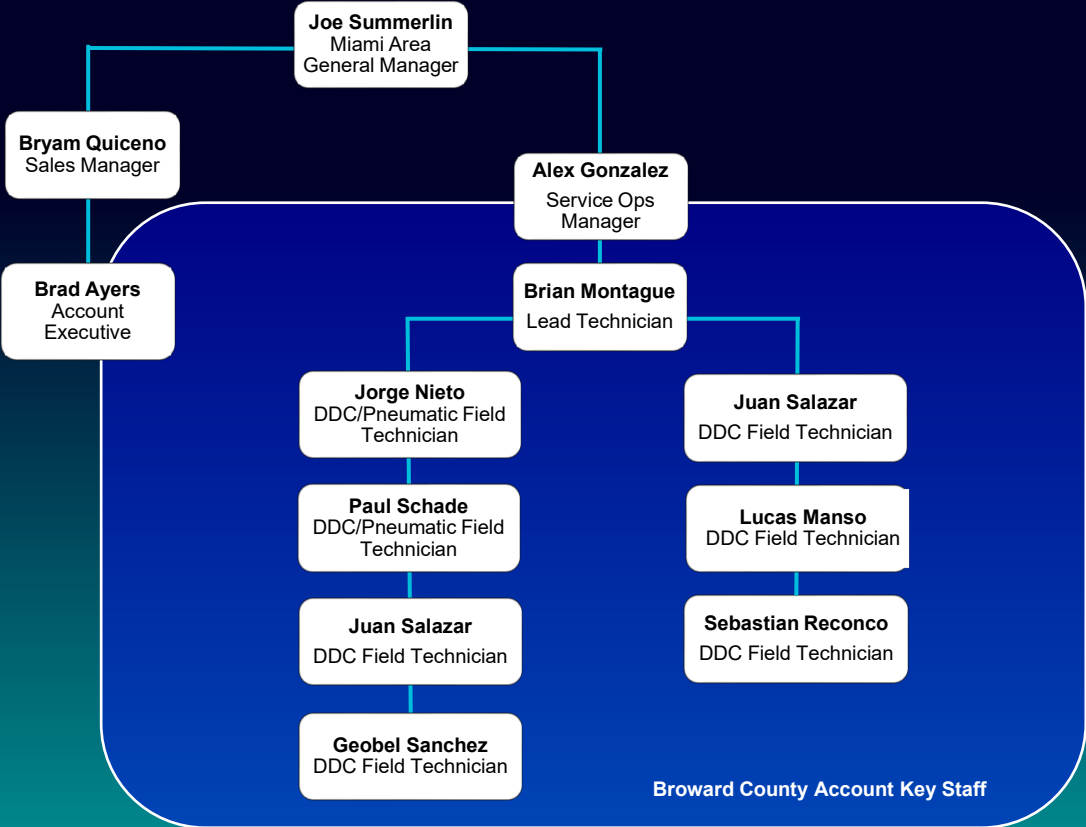 Joe Summerlin
Miami Area
General Manager
Bryam Quiceno
Sales Manager
Alex Gonzalez
Service Ops
Manager
Brad Ayers
Account
Executive
Brian Montague
Lead Technician
Jorge Nieto
DDC/Pneumatic Field
Technician
Juan Salazar
DDC Field Technician
Paul Schade
DDC/Pneumatic Field
Technician
Lucas Manso
DDC Field Technician
Juan Salazar
DDC Field Technician
Sebastian Reconco
DDC Field Technician
Geobel Sanchez
DDC Field Technician
Broward County Account Key Staff